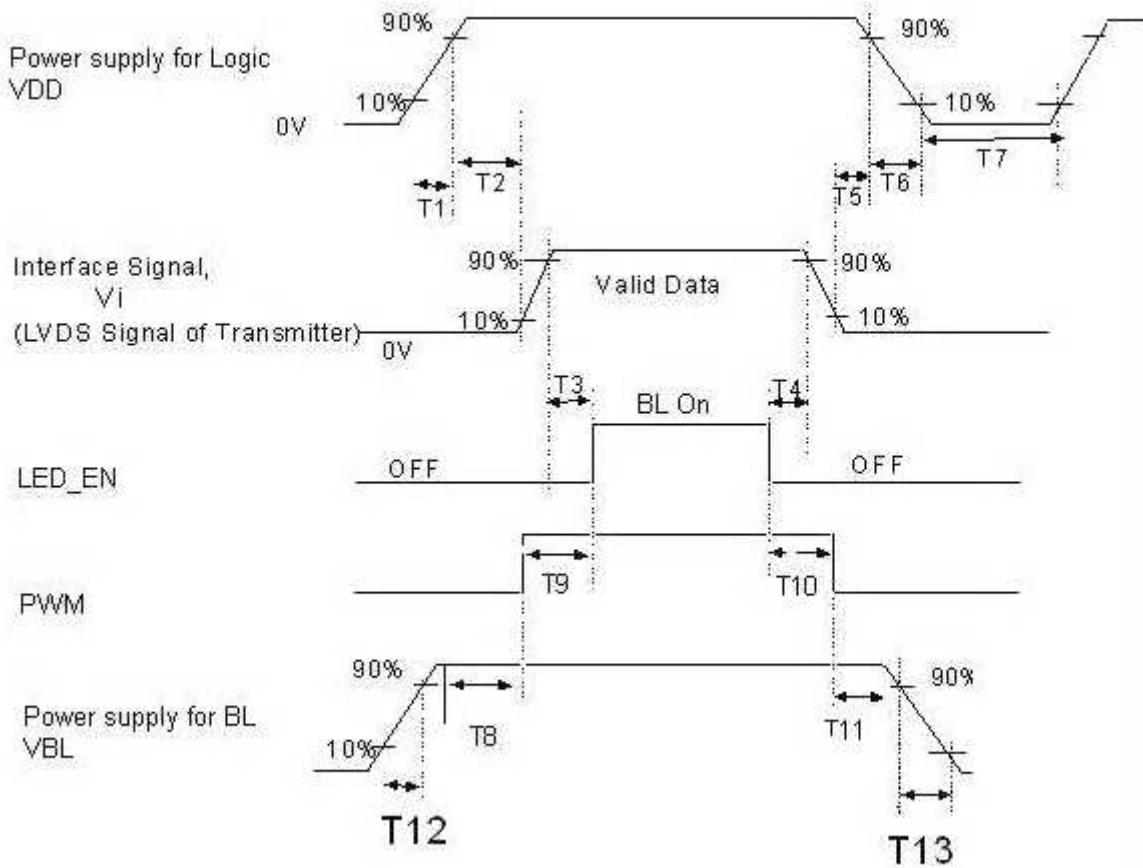 90%
90%
Power supply for Logic
VDD
10%
10%
0V
T1
T2
T5
T6
T7
Interface Signal,
Vi
(LVDS Signal of Transmitter)
90%
Valid Data
90%
10%
10%
0V
T3
BL On
T4
LED_EN
OFF
OFF
T9
T10
PWM
90%
90%
Power supply for BL
VBL
T8
T11
10%
T12
T13